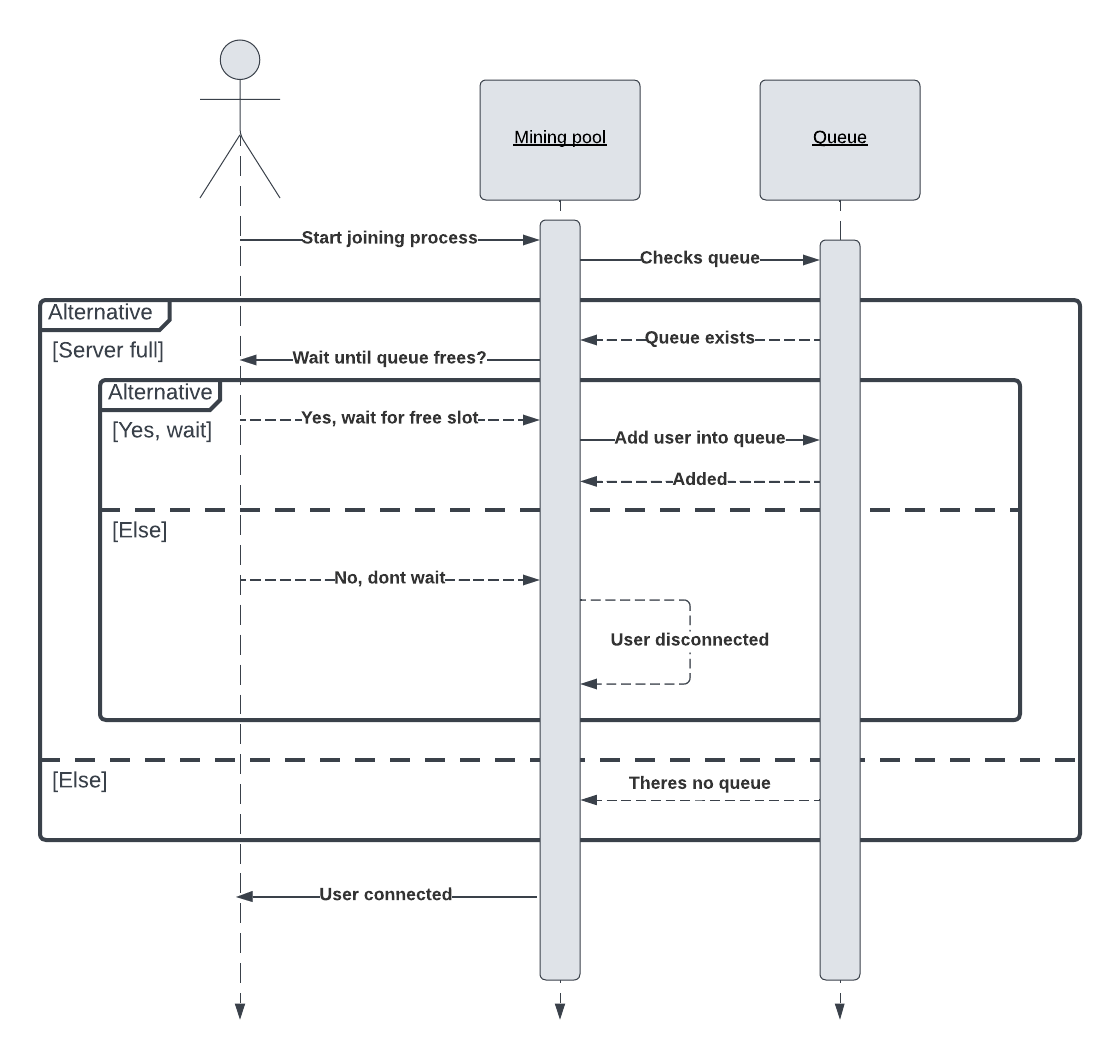 Mining pool
Queue
Start joining process
Checks queue
Alternative
[Server full]
Queue exists
Wait until queue frees?
Alternative
[Yes, wait]
Yes, wait for free slot
Add user into queue
Added
[Else]
No, dont wait
User disconnected
[Else]
Theres no queue
User connected